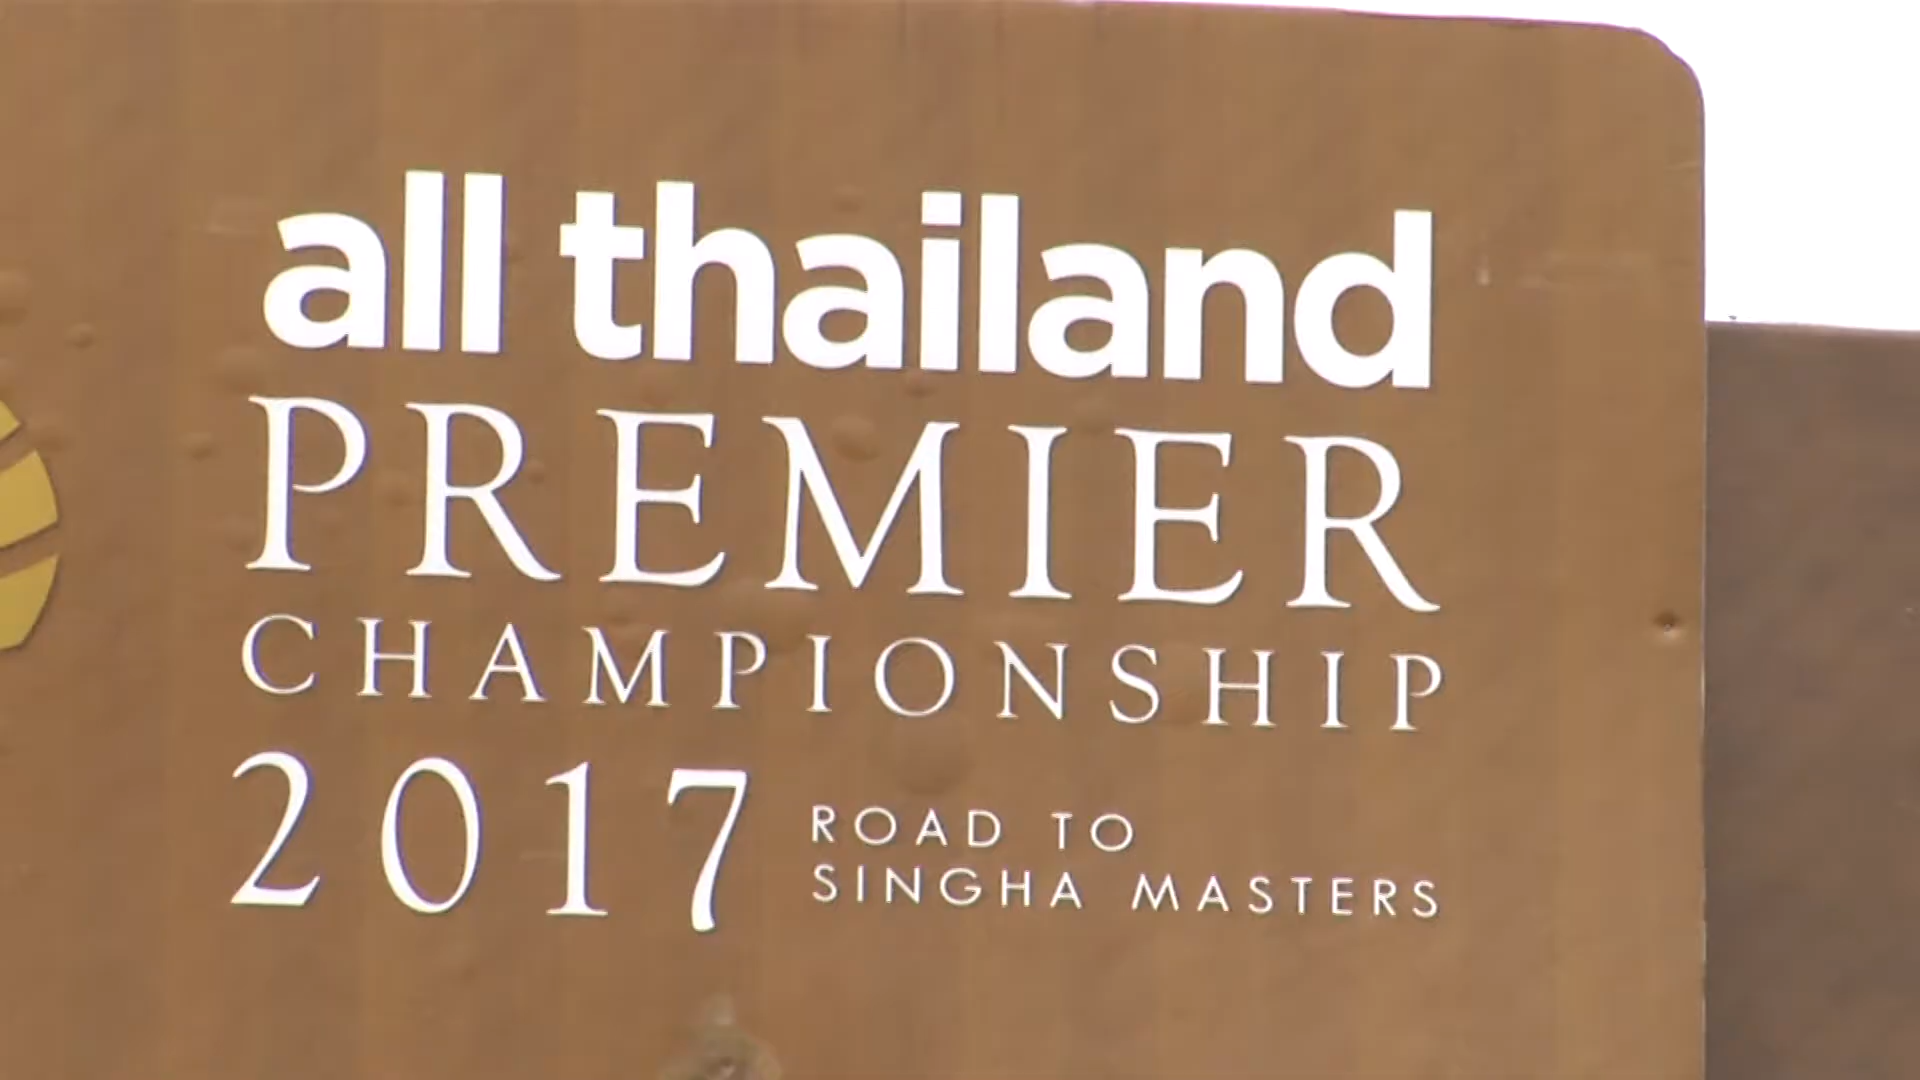 all thailand
PREMIER
CHAMPIONSHIP
2017
ROAD TO
SINGHA MASTERS